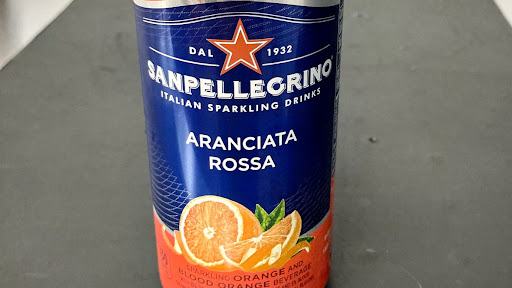 DAL 1932
SANPELLEGRINO
ITALIAN SPARKLING DRINKS
ARANCIATA
ROSSA
SPARKLING ORANGE AND
BLOOD ORANGE BEVERAGE